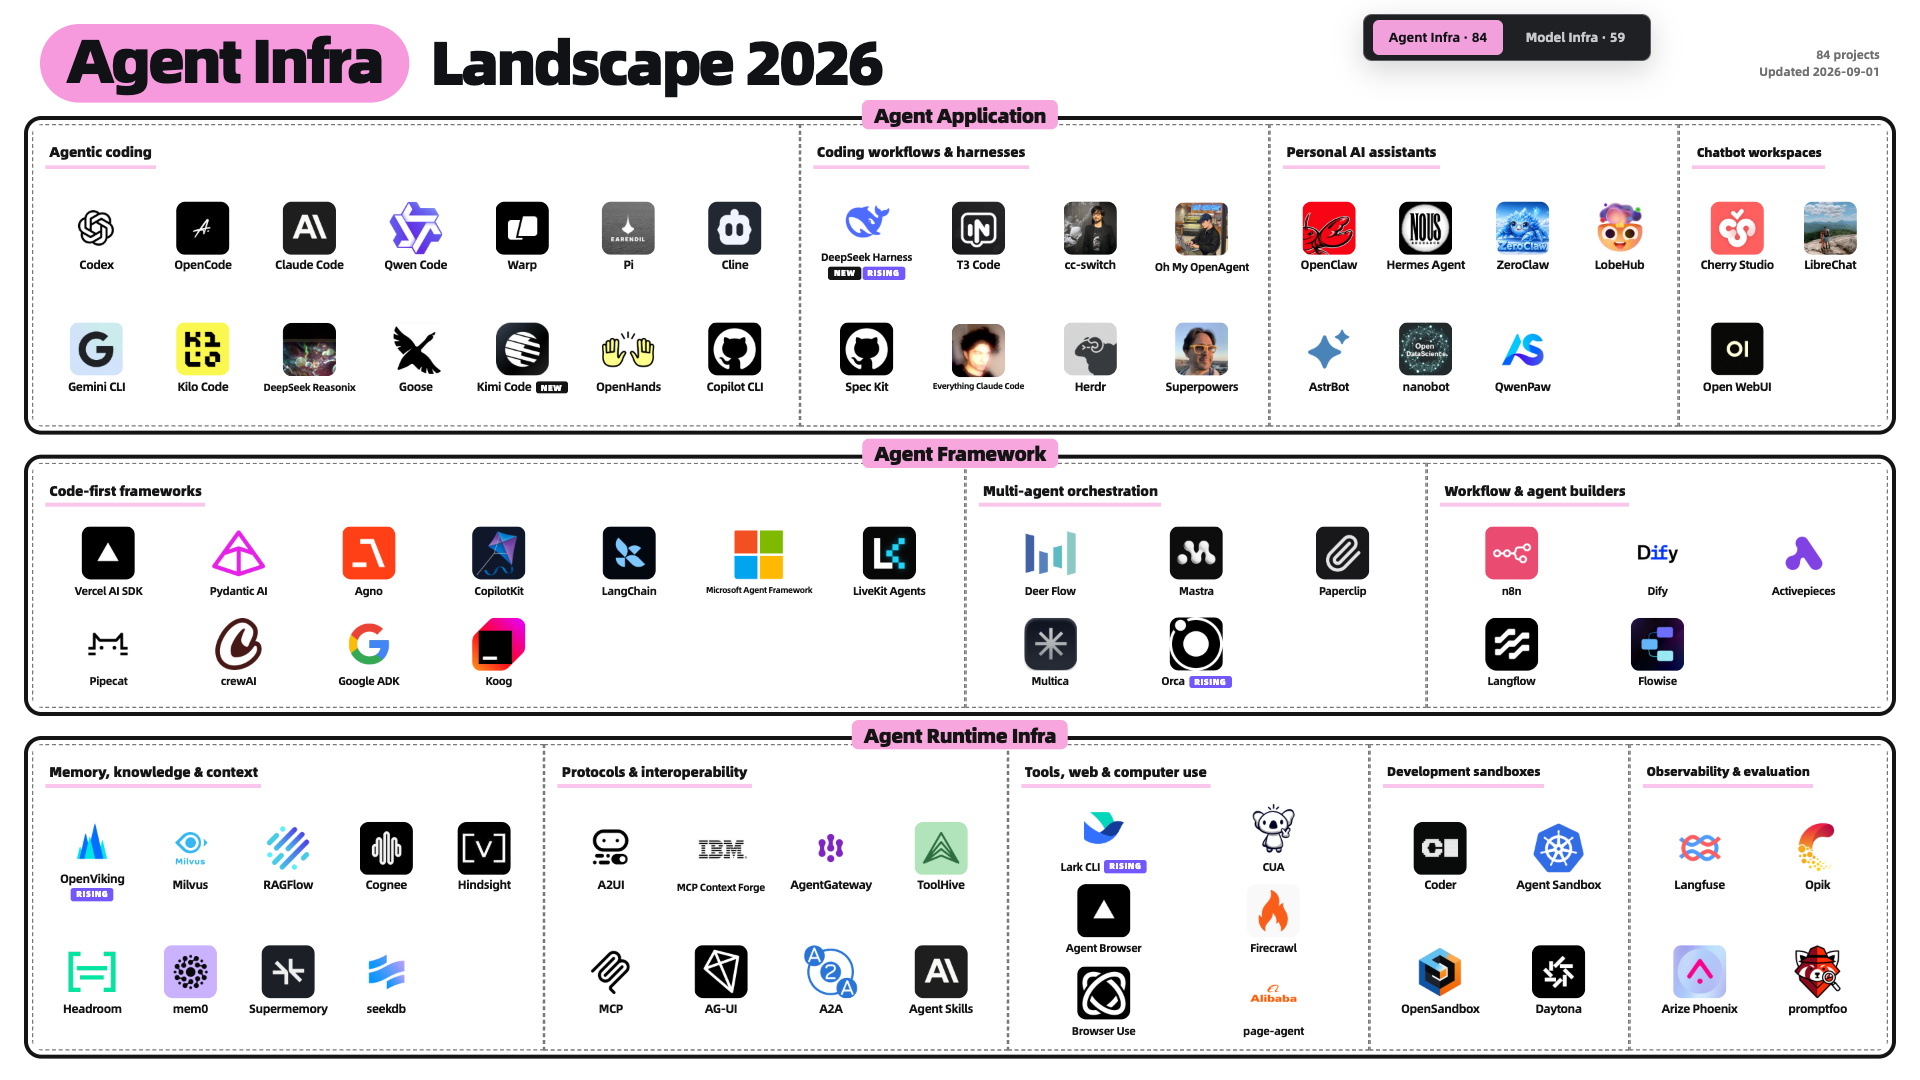 Agent Infra Landscape 2026
Agent Infra · 84
Model Infra · 59
84 projects
Updated 2026-09-01
Agent Application
Agentic coding
Codex
OpenCode
Claude Code
Qwen Code
Warp
EARENDIL
Pi
Cline
Gemini CLI
Kilo Code
DeepSeek Reasonix
Goose
Kimi Code NEW
OpenHands
Copilot CLI
Coding workflows & harnesses
DeepSeek Harness
NEW RISING
T3 Code
cc-switch
Oh My OpenAgent
Spec Kit
Everything Claude Code
Herdr
Superpowers
Personal AI assistants
OpenClaw
NOUS
Hermes Agent
ZeroClaw
ZeroClaw
LobeHub
AstrBot
Open
DataScience
nanobot
QwenPaw
Chatbot workspaces
Cherry Studio
LibreChat
OI
Open WebUI
Agent Framework
Code-first frameworks
Vercel AI SDK
Pydantic AI
Agno
CopilotKit
LangChain
Microsoft Agent Framework
LiveKit Agents
Pipecat
crewAI
Google ADK
Koog
Multi-agent orchestration
Deer Flow
Mastra
Paperclip
Multica
Orca RISING
Workflow & agent builders
n8n
Dify
Dify
Activepieces
Langflow
Flowise
Agent Runtime Infra
Memory, knowledge & context
OpenViking
RISING
Milvus
Milvus
RAGFlow
Cognee
Hindsight
Headroom
mem0
Supermemory
seekdb
Protocols & interoperability
A2UI
IBM
MCP Context Forge
AgentGateway
ToolHive
MCP
AG-UI
A2A
A2A
Agent Skills
Tools, web & computer use
Lark CLI RISING
CUA
Agent Browser
Firecrawl
Browser Use
Alibaba
page-agent
Development sandboxes
Coder
Agent Sandbox
OpenSandbox
Daytona
Observability & evaluation
Langfuse
Opik
Arize Phoenix
promptfoo